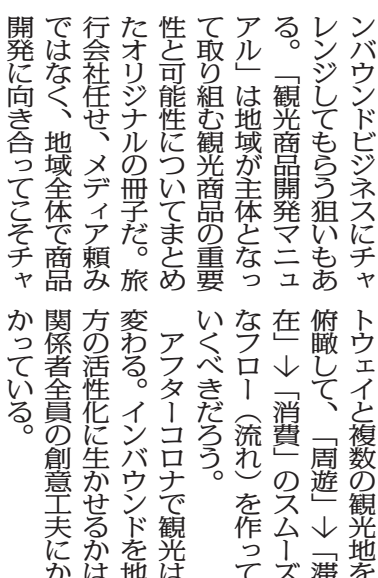 ンバウンドビジネスにチャ
レンジしてもらう狙いもあ
る。「観光商品開発マニュ
アル」は地域が主体となっ
て取り組む観光商品の重要
性と可能性についてまとめ
たオリジナルの冊子だ。旅
行会社任せ、メディア頼み
ではなく、地域全体で商品
開発に向き合ってこそチャ
トウェイと複数の観光地を
俯瞰して、「周遊」→「滞
在」→「消費」のスムーズ
なフロー（流れ）を作って
いくべきだろう。
アフターコロナで観光は
変わる。インバウンドを地
方の活性化に生かせるかは
関係者全員の創意工夫にか
かっている。